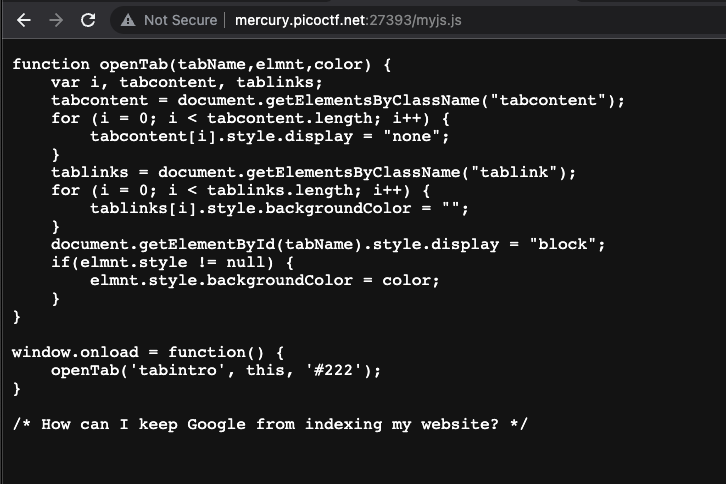 Not Secure | mercury.picoctf.net:27393/myjs.js
function openTab(tabName,elmnt,color) {
    var i, tabcontent, tablinks;
    tabcontent = document.getElementsByClassName("tabcontent");
    for (i = 0; i < tabcontent.length; i++) {
        tabcontent[i].style.display = "none";
    }
    tablinks = document.getElementsByClassName("tablink");
    for (i = 0; i < tablinks.length; i++) {
        tablinks[i].style.backgroundColor = "";
    }
    document.getElementById(tabName).style.display = "block";
    if(elmnt.style != null) {
        elmnt.style.backgroundColor = color;
    }
}
window.onload = function() {
    openTab('tabintro', this, '#222');
}
/* How can I keep Google from indexing my website? */